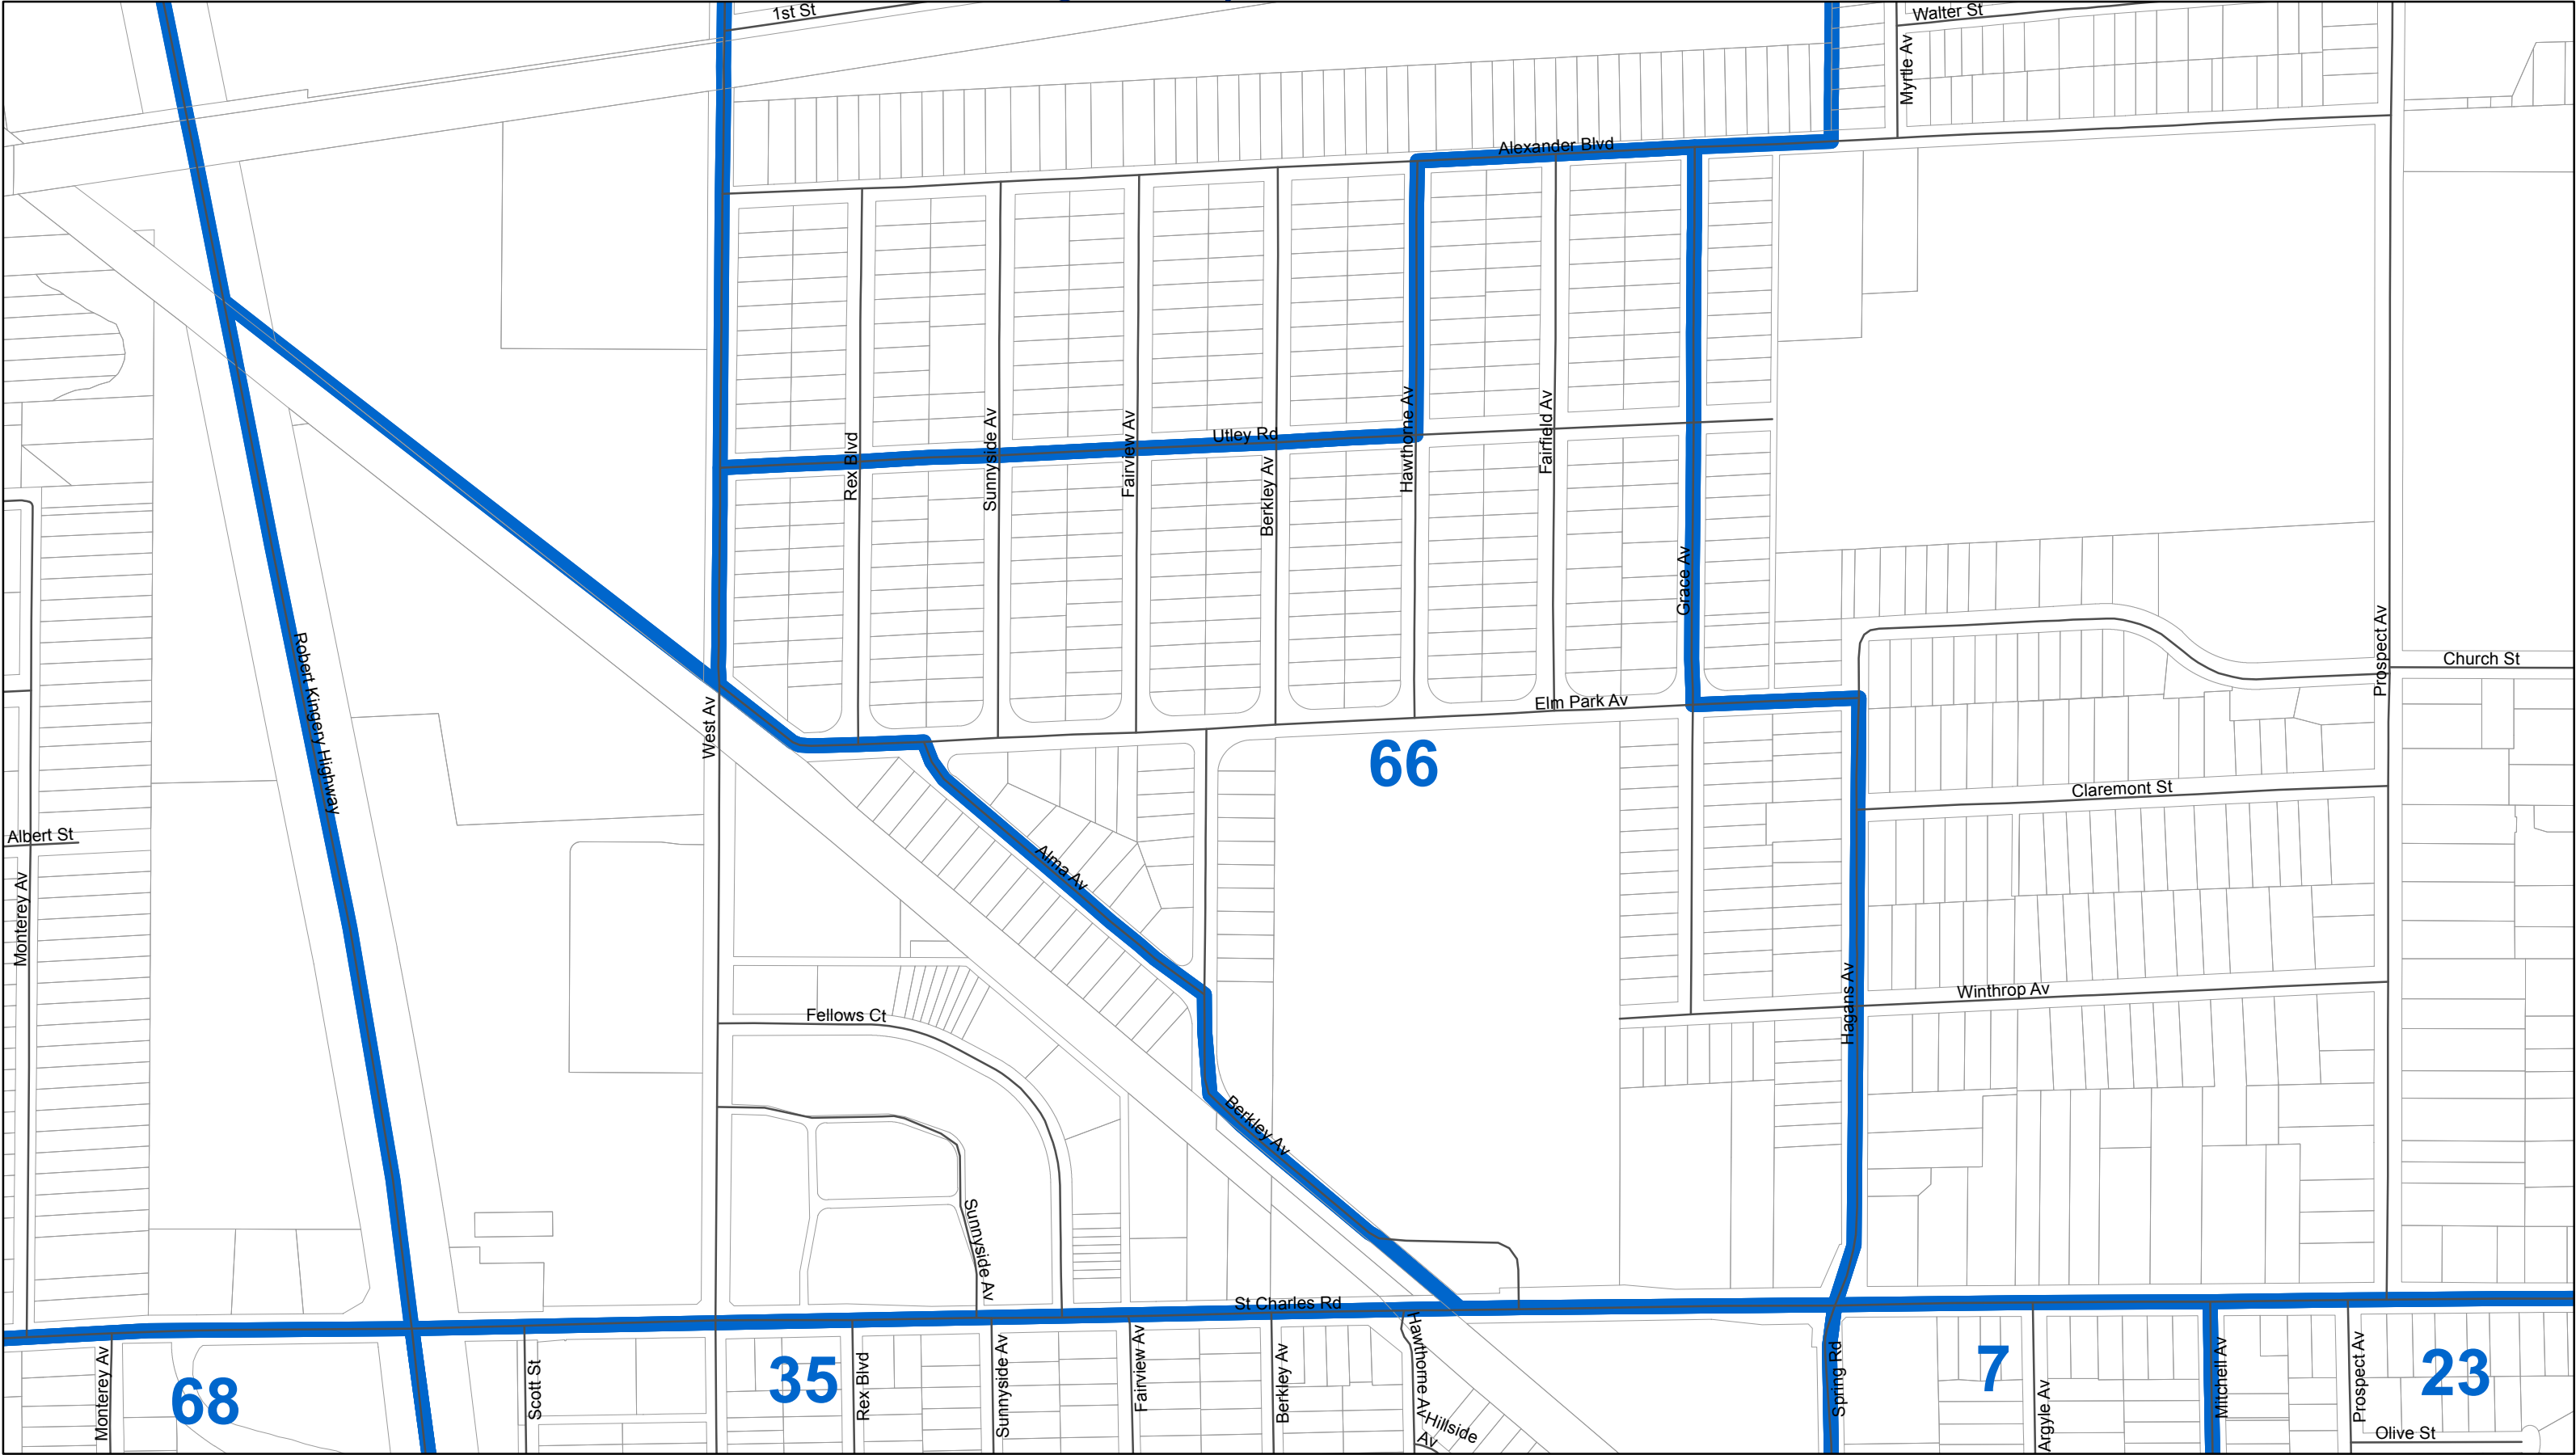 1st St
Walter St
Myrtle Av
Alexander Blvd
Utley Rd
Rex Blvd
Sunnyside Av
Fairview Av
Berkley Av
Hawthorne Av
Fairfield Av
Grace Av
Prospect Av
Church St
Robert Kingery Highway
West Av
Elm Park Av
66
Claremont St
Albert St
Monterey Av
Alma Av
Hagans Av
Winthrop Av
Fellows Ct
Berkley Av
Sunnyside Av
St Charles Rd
Monterey Av
68
Scott St
35
Rex Blvd
Sunnyside Av
Fairview Av
Berkley Av
Hawthorne Av
Hillside
Av
Spring Rd
7
Argyle Av
Mitchell Av
Prospect Av
23
Olive St